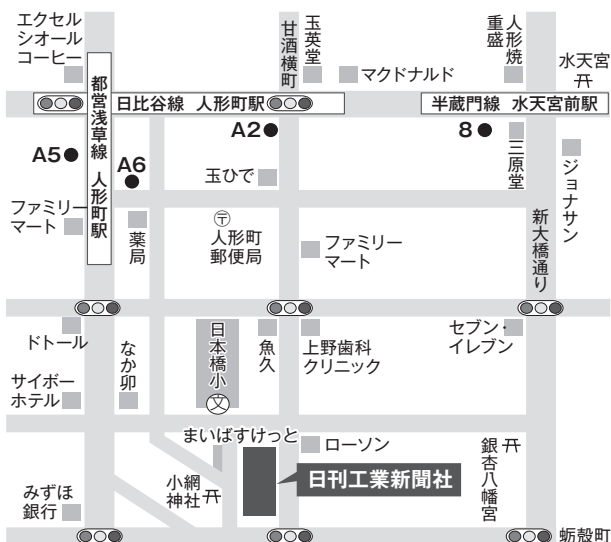 エクセル
シオール
コーヒー
甘酒横町
玉英堂
マクドナルド
人形焼
重盛
水天宮
都営浅草線 人形町駅
日比谷線 人形町駅
半蔵門線 水天宮前駅
A5
A6
A2
8
三原堂
ジョナサン
玉ひで
ファミリー
マート
薬局
〒
人形町
郵便局
ファミリー
マート
新大橋通り
ドトール
なか卯
日本橋小
文
魚久
上野歯科
クリニック
セブン・
イレブン
サイボー
ホテル
まいばすけっと
ローソン
日刊工業新聞社
銀杏八幡宮
小網
神社
みずほ
銀行
蛎殻町